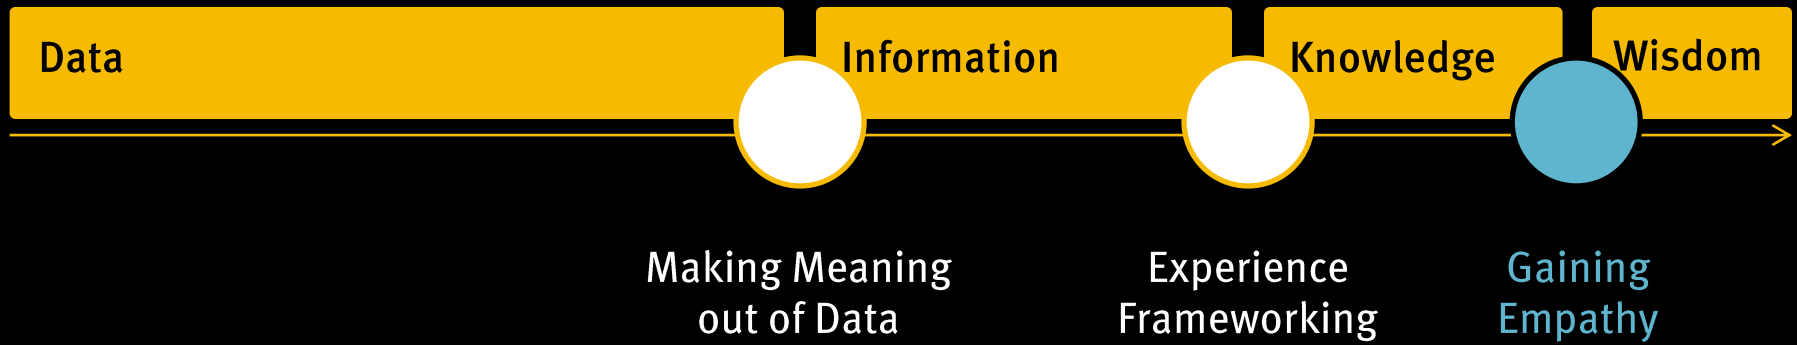 Data
Information
Knowledge
Wisdom
Making Meaning
out of Data
Experience
Frameworking
Gaining
Empathy